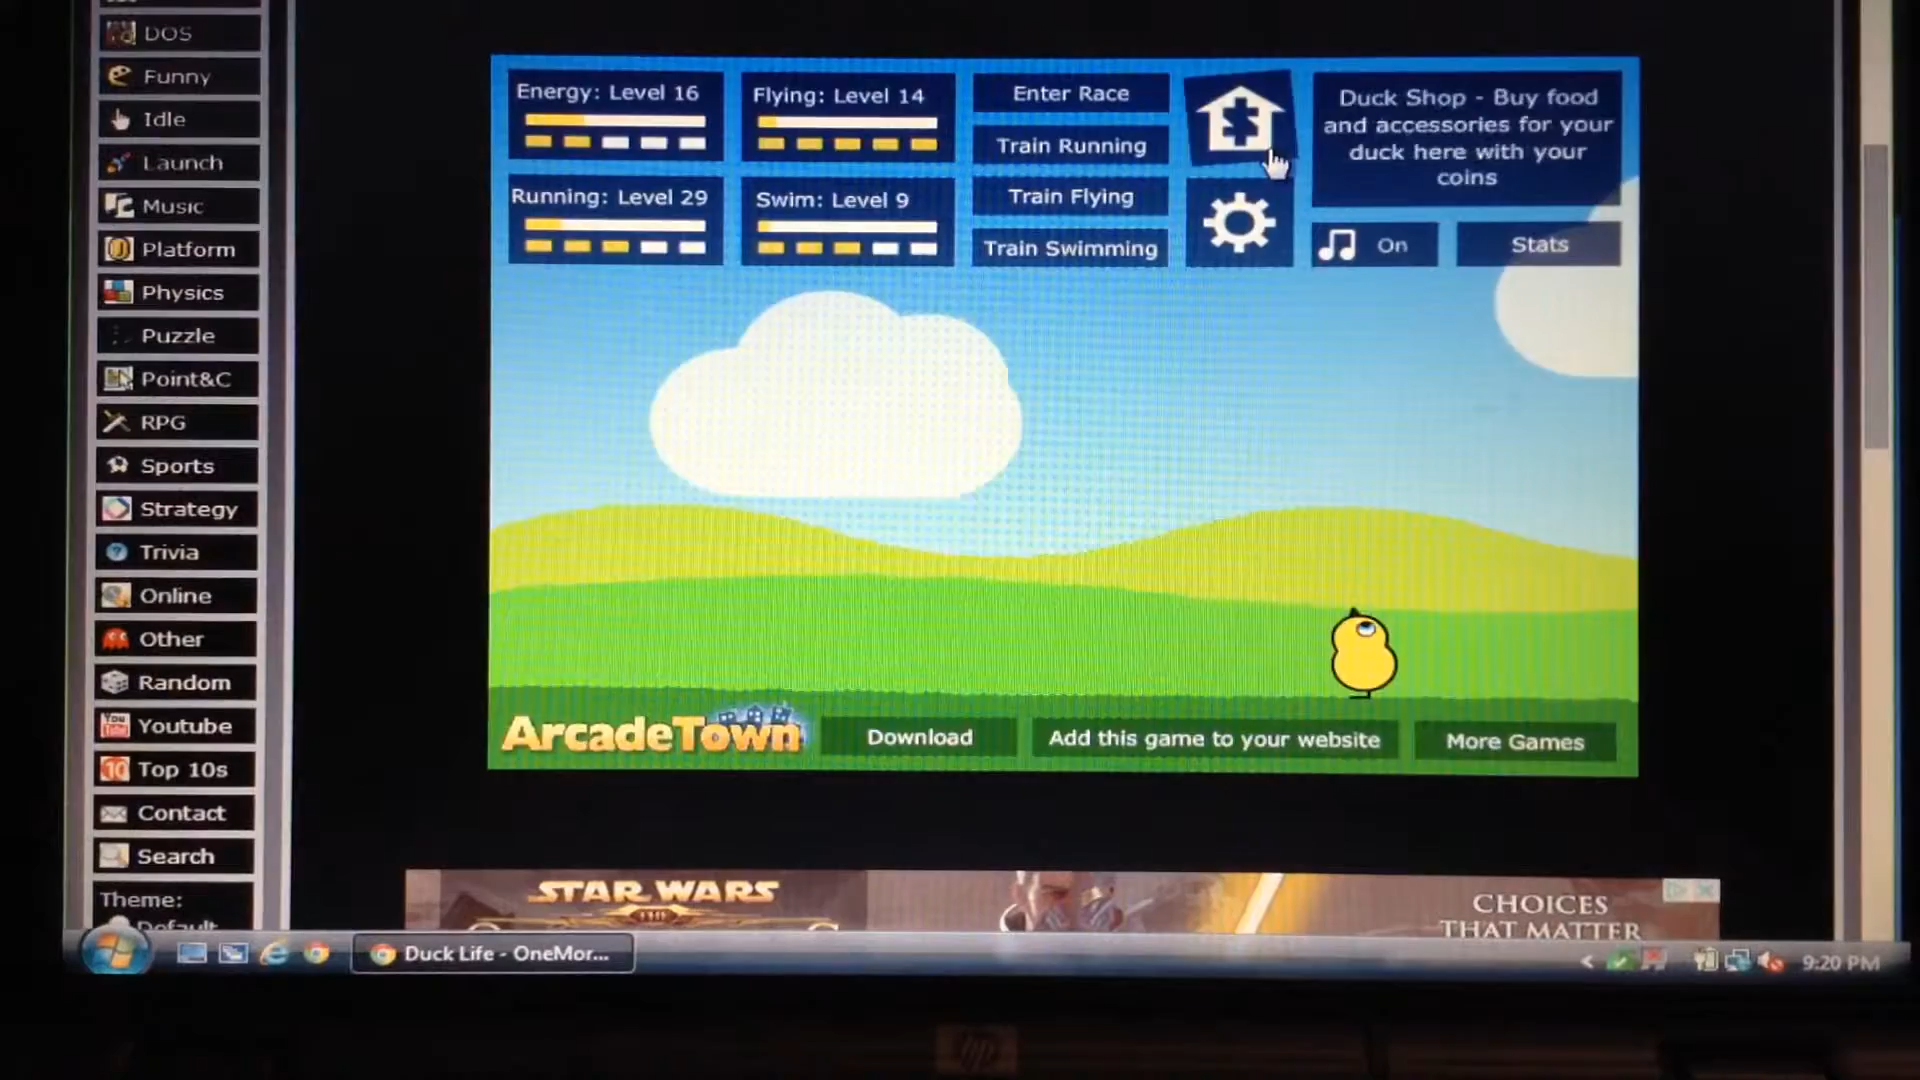 DOS
Funny
Idle
Launch
Music
Platform
Physics
Puzzle
Point&C
RPG
Sports
Strategy
Trivia
Online
Other
Random
Youtube
Top 10s
Contact
Search
Theme:
Default
Energy: Level 16
Flying: Level 14
Running: Level 29
Swim: Level 9
Enter Race
Train Running
Train Flying
Train Swimming
Duck Shop - Buy food
and accessories for your
duck here with your
coins
On
Stats
ArcadeTown
Download
Add this game to your website
More Games
STAR WARS
CHOICES
THAT MATTER
Duck Life - OneMor...
9:20 PM
hp